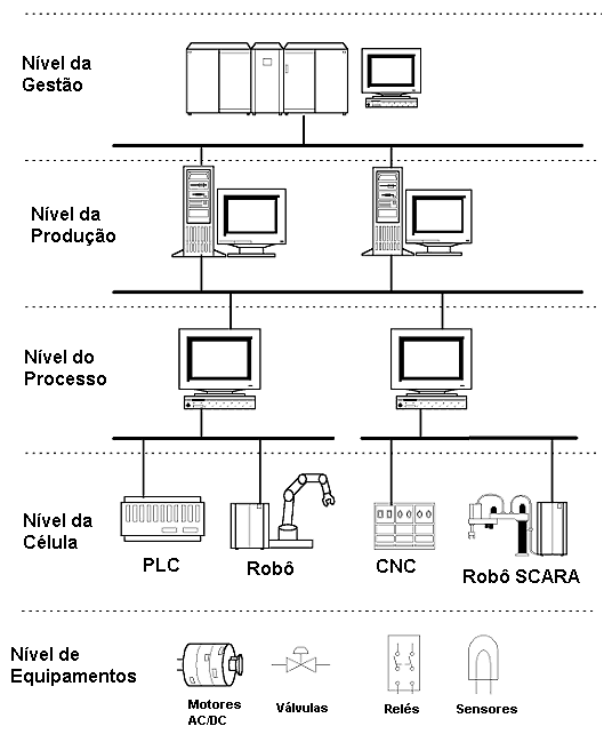 Nível da
Gestão
Nível da
Produção
Nível do
Processo
Nível da
Célula
PLC
Robô
CNC
Robô SCARA
Nível de
Equipamentos
Motores
AC/DC
Válvulas
Relés
Sensores